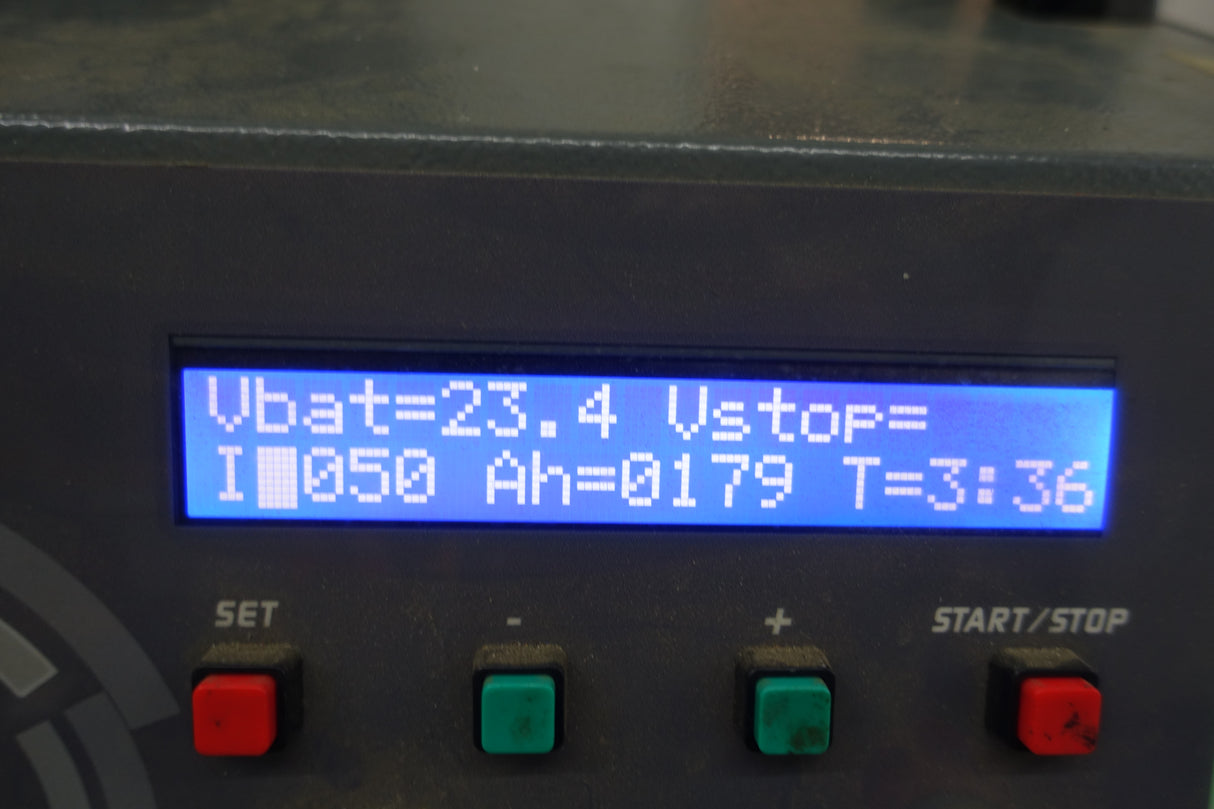 Vbat=23.4 Vstop=
I█050 Ah=0179 T=3:36
SET - + START/STOP